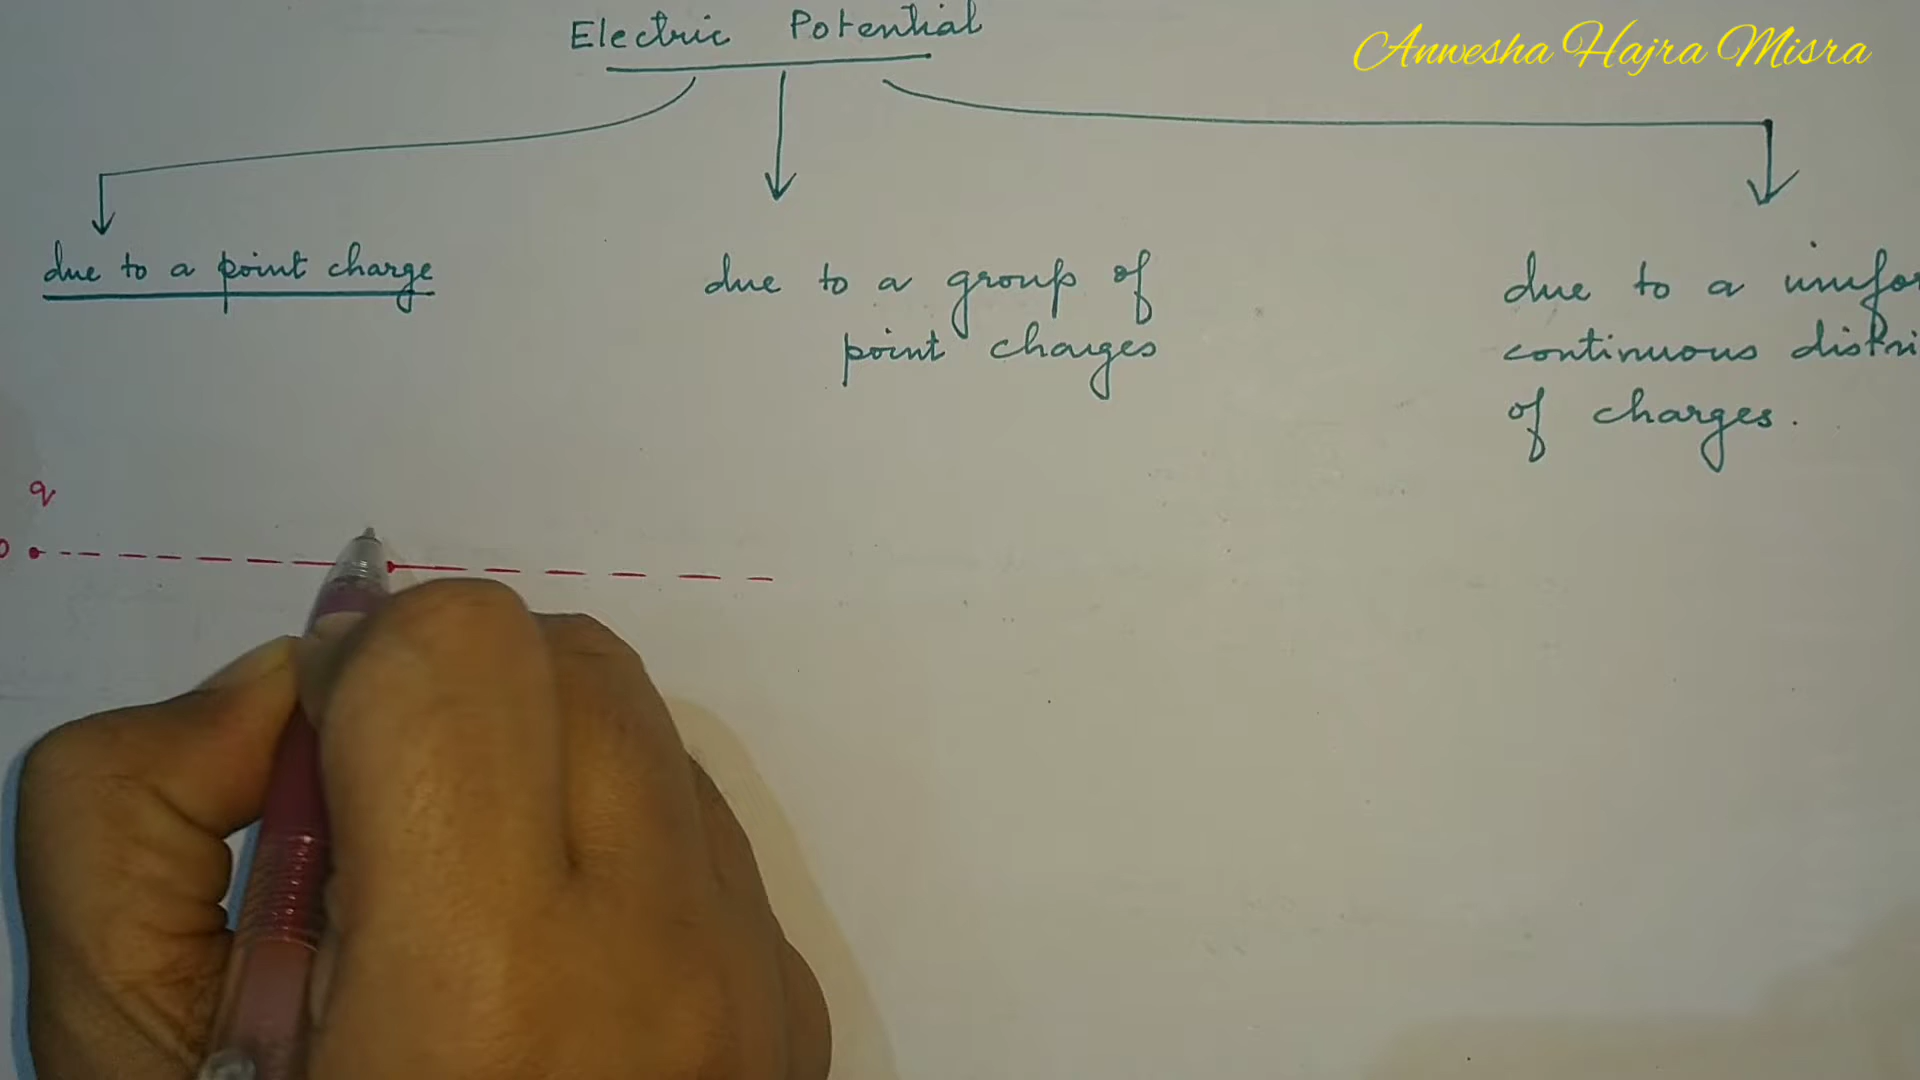 Electric Potential
Anwesha Hajra Misra
due to a point charge
due to a group of
point charges
due to a
continuous
of charges.
q